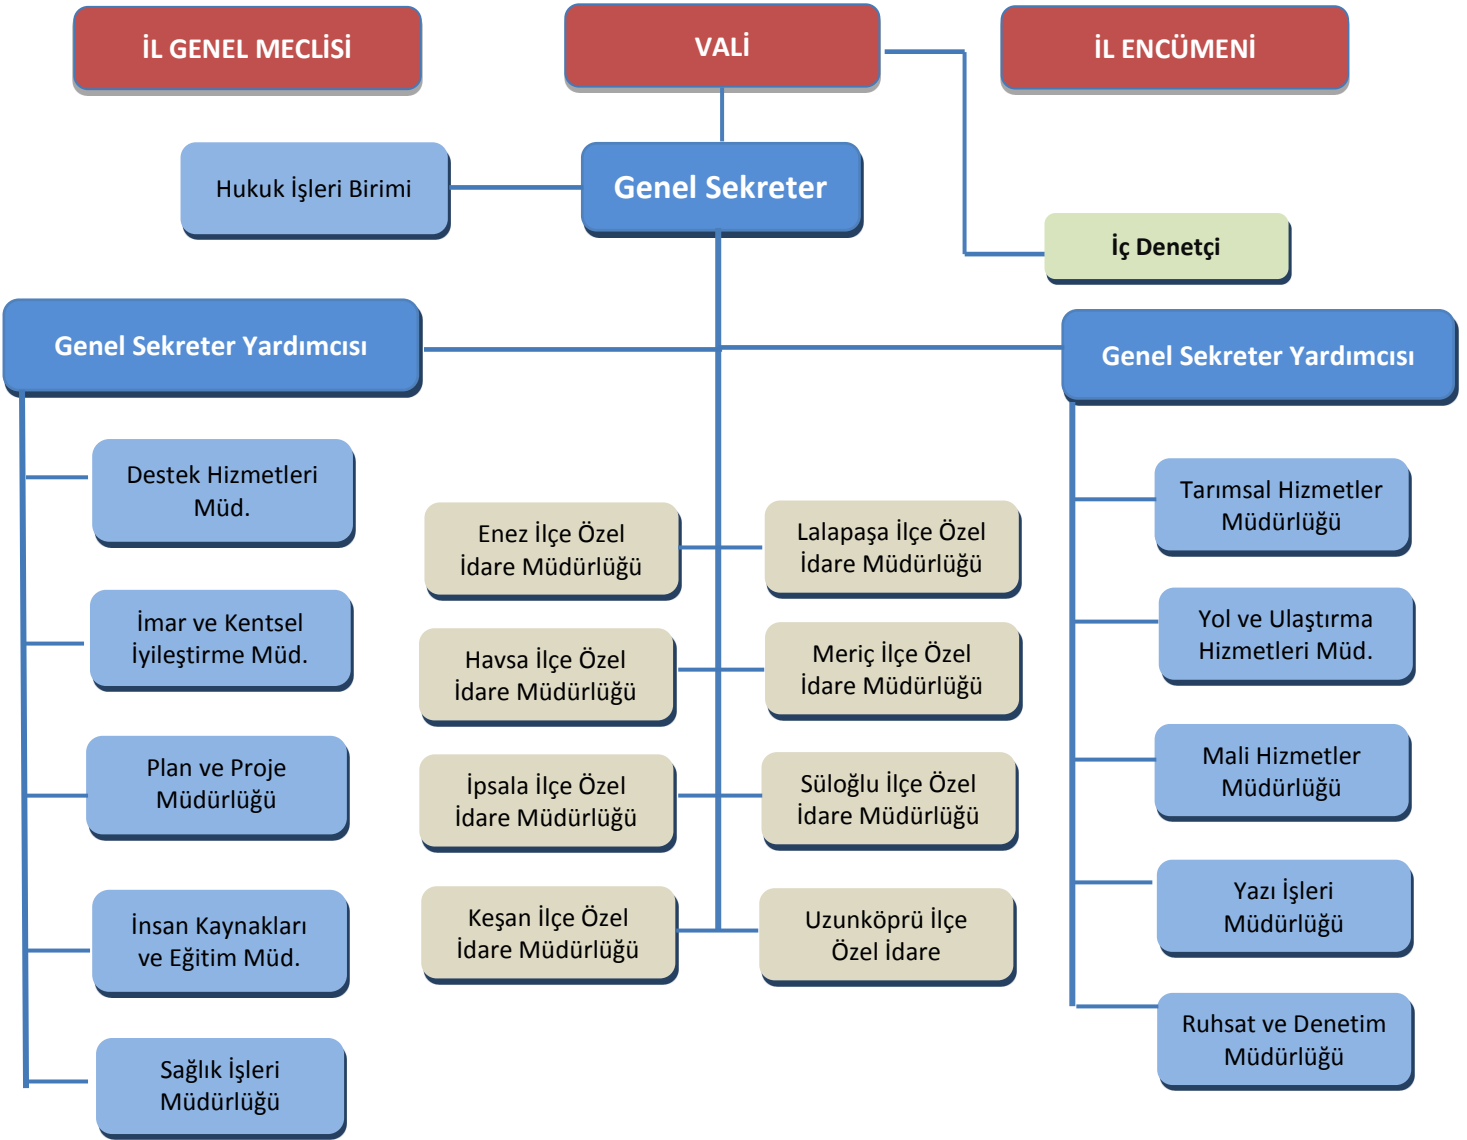 İL GENEL MECLİSİ
VALİ
İL ENCÜMENİ
Hukuk İşleri Birimi
Genel Sekreter
İç Denetçi
Genel Sekreter Yardımcısı
Genel Sekreter Yardımcısı
Destek Hizmetleri
Müd.
İmar ve Kentsel
İyileştirme Müd.
Plan ve Proje
Müdürlüğü
İnsan Kaynakları
ve Eğitim Müd.
Sağlık İşleri
Müdürlüğü
Enez İlçe Özel
İdare Müdürlüğü
Havsa İlçe Özel
İdare Müdürlüğü
İpsala İlçe Özel
İdare Müdürlüğü
Keşan İlçe Özel
İdare Müdürlüğü
Lalapaşa İlçe Özel
İdare Müdürlüğü
Meriç İlçe Özel
İdare Müdürlüğü
Süloğlu İlçe Özel
İdare Müdürlüğü
Uzunköprü İlçe
Özel İdare
Tarımsal Hizmetler
Müdürlüğü
Yol ve Ulaştırma
Hizmetleri Müd.
Mali Hizmetler
Müdürlüğü
Yazı İşleri
Müdürlüğü
Ruhsat ve Denetim
Müdürlüğü